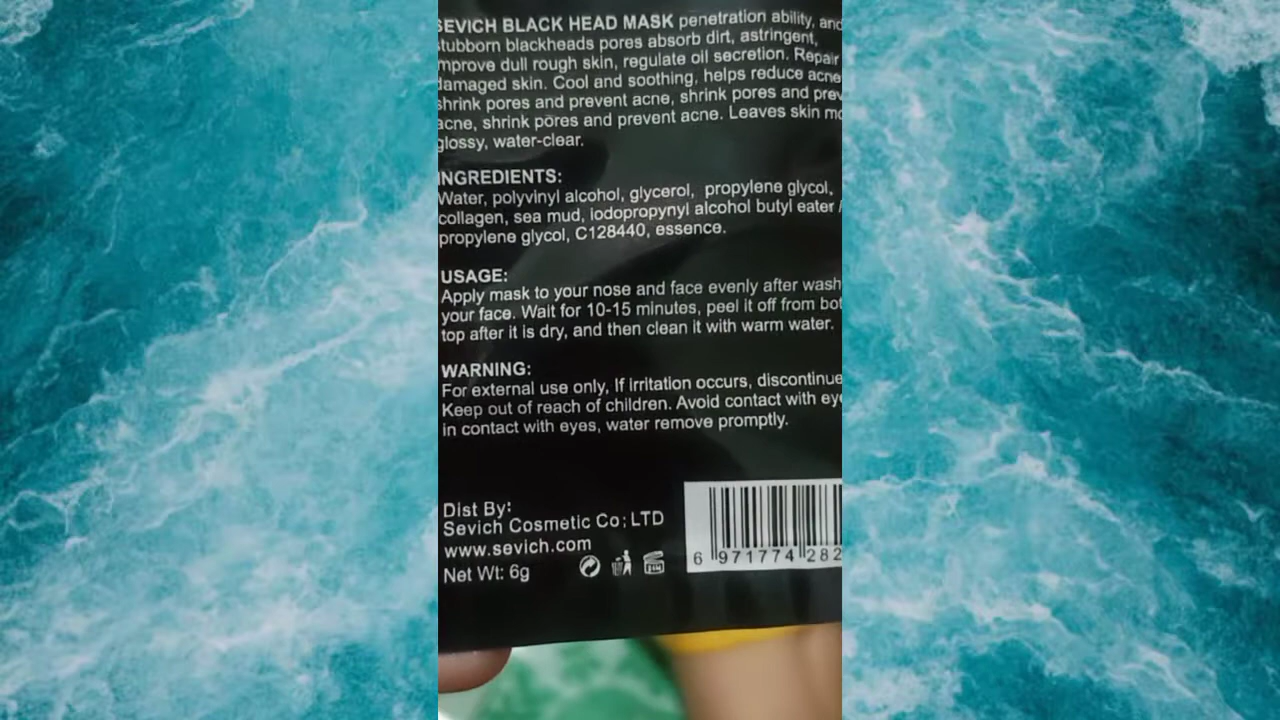 SEVICH BLACK HEAD MASK penetration ability, and
stubborn blackheads pores absorb dirt, astringent,
mprove dull rough skin, regulate oil secretion. Repair
damaged skin. Cool and soothing, helps reduce acne
shrink pores and prevent acne, shrink pores and prev
acne, shrink pores and prevent acne. Leaves skin mo
glossy, water-clear.
INGREDIENTS:
Water, polyvinyl alcohol, glycerol, propylene glycol,
collagen, sea mud, iodopropynyl alcohol butyl eater /
propylene glycol, C128440, essence.
USAGE:
Apply mask to your nose and face evenly after wash
your face. Wait for 10-15 minutes, peel it off from bot
top after it is dry, and then clean it with warm water.
WARNING:
For external use only, If irritation occurs, discontinue
Keep out of reach of children. Avoid contact with eye
in contact with eyes, water remove promptly.
Dist By:
Sevich Cosmetic Co; LTD
www.sevich.com
Net Wt: 6g
6 971774 282